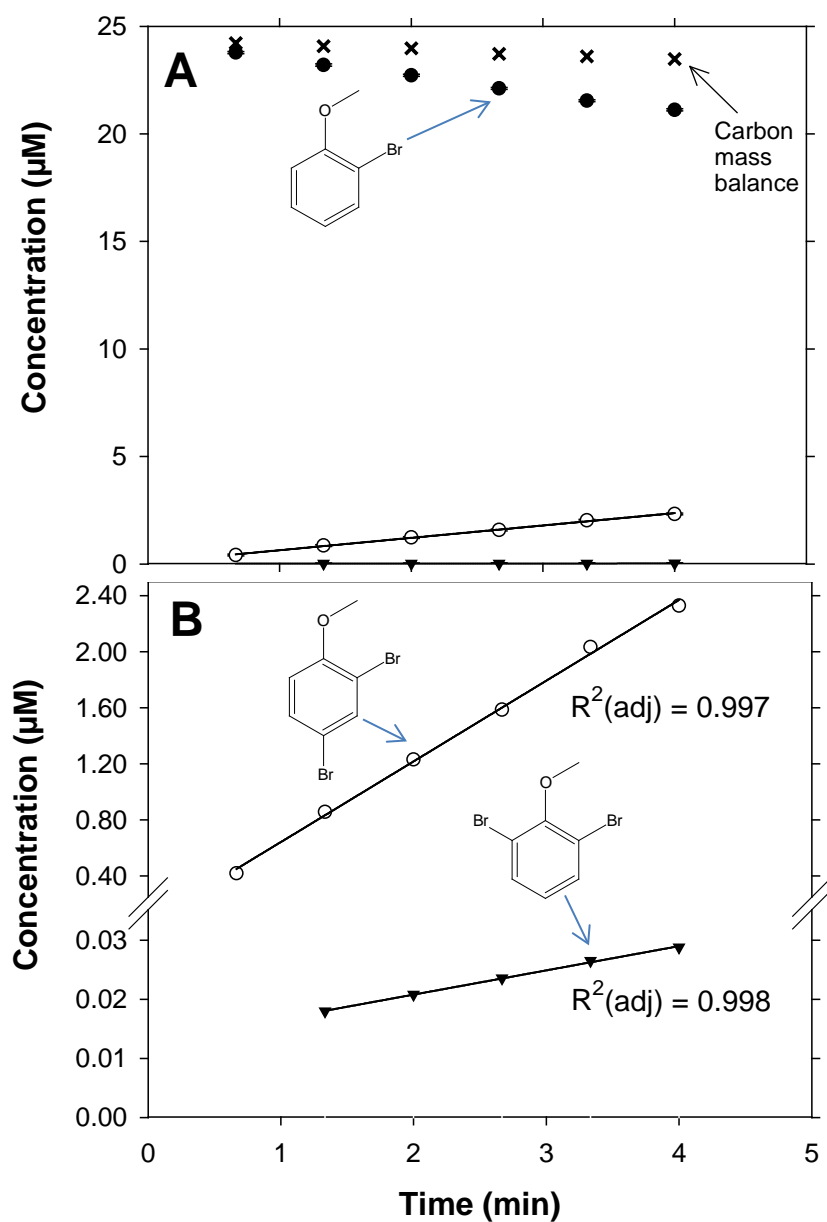 A
25
20
15
10
5
0
Concentration (µM)
O
Br
Carbon
mass
balance
B
2.40
2.00
1.60
1.20
0.80
0.40
0.03
0.02
0.01
0.00
Concentration (µM)
O
Br
Br
R²(adj) = 0.997
O
Br
Br
R²(adj) = 0.998
0 1 2 3 4 5
Time (min)